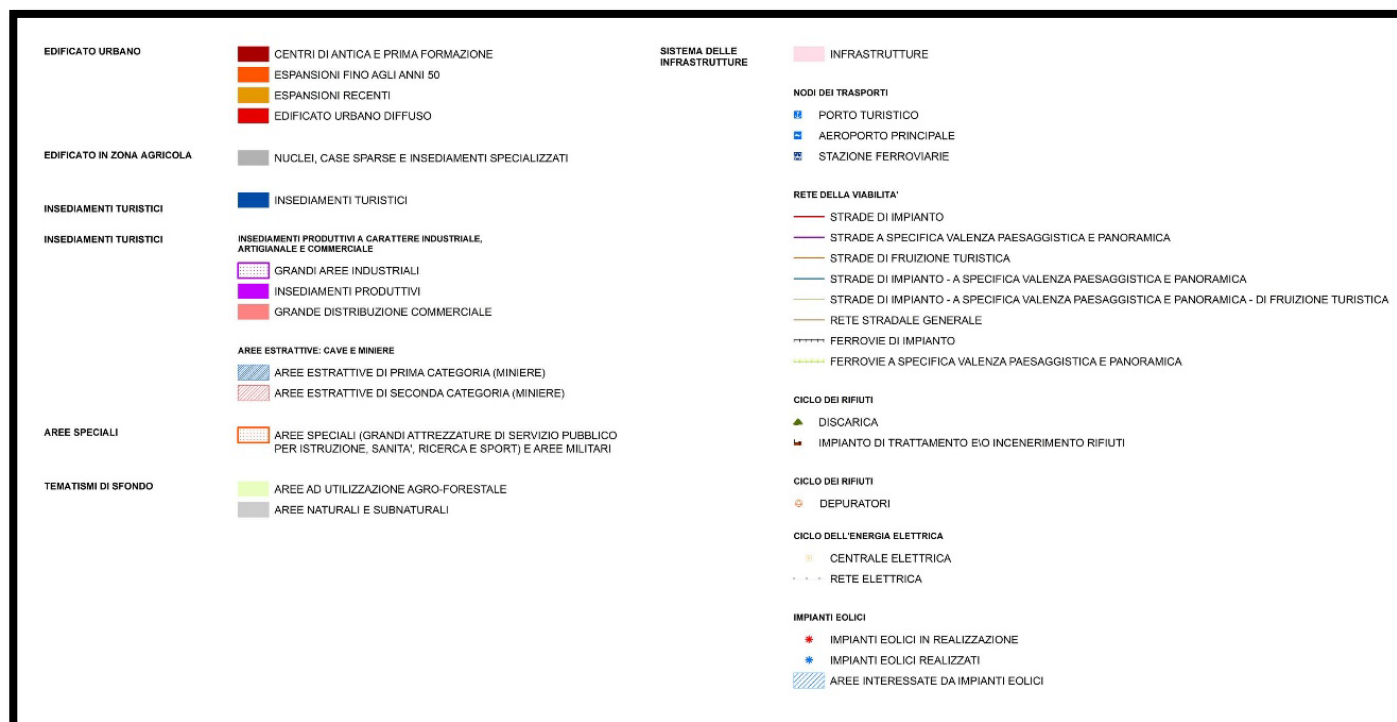 EDIFICATO URBANO
CENTRI DI ANTICA E PRIMA FORMAZIONE
ESPANSIONI FINO AGLI ANNI 50
ESPANSIONI RECENTI
EDIFICATO URBANO DIFFUSO
EDIFICATO IN ZONA AGRICOLA
NUCLEI, CASE SPARSE E INSEDIAMENTI SPECIALIZZATI
INSEDIAMENTI TURISTICI
INSEDIAMENTI TURISTICI
INSEDIAMENTI TURISTICI
INSEDIAMENTI PRODUTTIVI A CARATTERE INDUSTRIALE,
ARTIGIANALE E COMMERCIALE
GRANDI AREE INDUSTRIALI
INSEDIAMENTI PRODUTTIVI
GRANDE DISTRIBUZIONE COMMERCIALE
AREE ESTRATTIVE: CAVE E MINIERE
AREE ESTRATTIVE DI PRIMA CATEGORIA (MINIERE)
AREE ESTRATTIVE DI SECONDA CATEGORIA (MINIERE)
AREE SPECIALI
AREE SPECIALI (GRANDI ATTREZZATURE DI SERVIZIO PUBBLICO
PER ISTRUZIONE, SANITA', RICERCA E SPORT) E AREE MILITARI
TEMATISMI DI SFONDO
AREE AD UTILIZZAZIONE AGRO-FORESTALE
AREE NATURALI E SUBNATURALI
SISTEMA DELLE
INFRASTRUTTURE
INFRASTRUTTURE
NODI DEI TRASPORTI
PORTO TURISTICO
AEROPORTO PRINCIPALE
STAZIONE FERROVIARIE
RETE DELLA VIABILITA'
STRADE DI IMPIANTO
STRADE A SPECIFICA VALENZA PAESAGGISTICA E PANORAMICA
STRADE DI FRUIZIONE TURISTICA
STRADE DI IMPIANTO - A SPECIFICA VALENZA PAESAGGISTICA E PANORAMICA
STRADE DI IMPIANTO - A SPECIFICA VALENZA PAESAGGISTICA E PANORAMICA - DI FRUIZIONE TURISTICA
RETE STRADALE GENERALE
FERROVIE DI IMPIANTO
FERROVIE A SPECIFICA VALENZA PAESAGGISTICA E PANORAMICA
CICLO DEI RIFIUTI
DISCARICA
IMPIANTO DI TRATTAMENTO E\O INCENERIMENTO RIFIUTI
CICLO DEI RIFIUTI
DEPURATORI
CICLO DELL'ENERGIA ELETTRICA
CENTRALE ELETTRICA
RETE ELETTRICA
IMPIANTI EOLICI
IMPIANTI EOLICI IN REALIZZAZIONE
IMPIANTI EOLICI REALIZZATI
AREE INTERESSATE DA IMPIANTI EOLICI